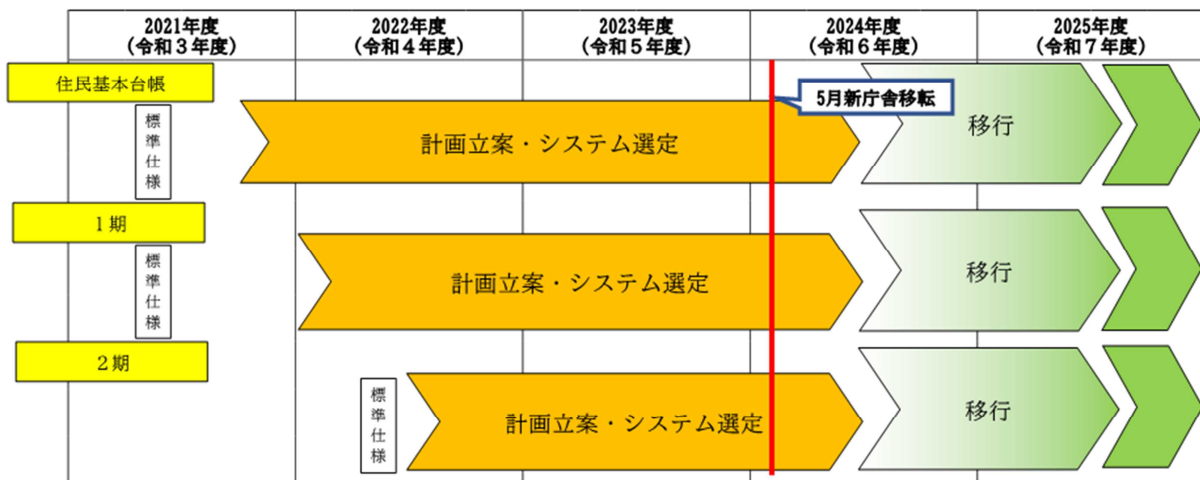 2021年度
(令和3年度)
2022年度
(令和4年度)
2023年度
(令和5年度)
2024年度
(令和6年度)
2025年度
(令和7年度)
住民基本台帳
標準仕様
計画立案・システム選定
5月新庁舎移転
移行
1期
標準仕様
計画立案・システム選定
移行
2期
標準仕様
計画立案・システム選定
移行